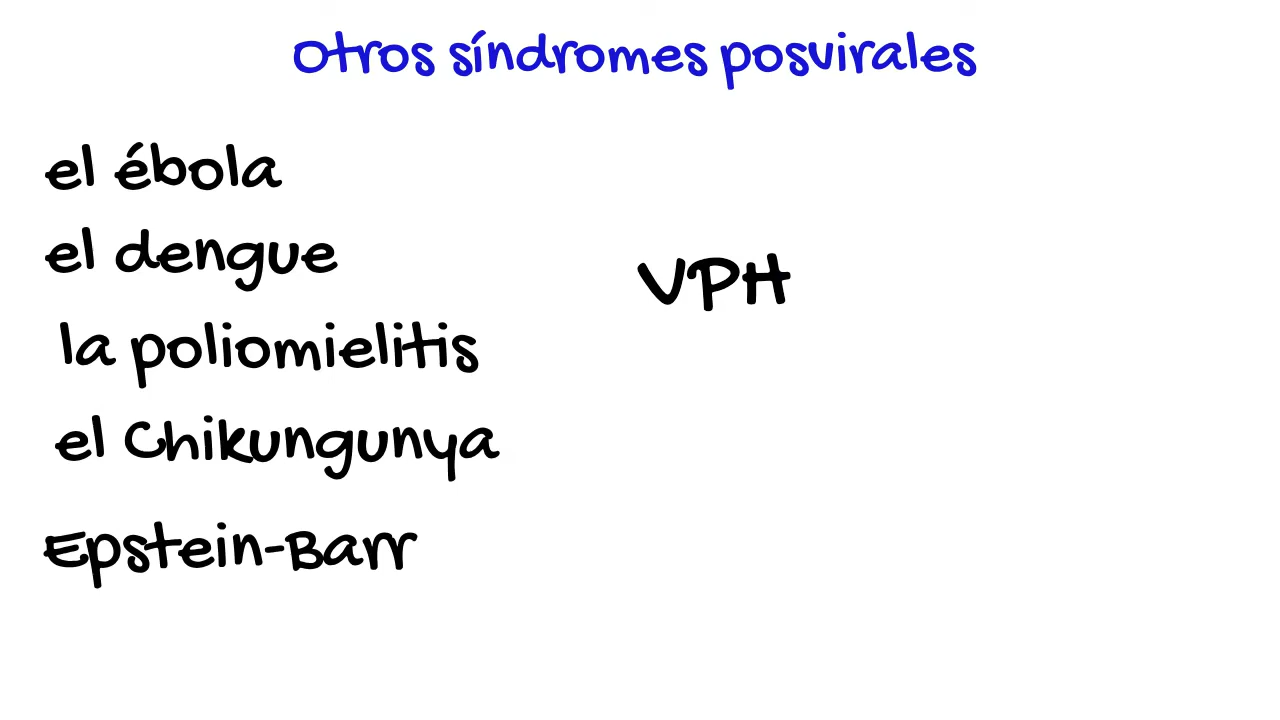 Otros síndromes posvirales
el ébola
el dengue
la poliomielitis
el Chikungunya
Epstein-Barr
VPH